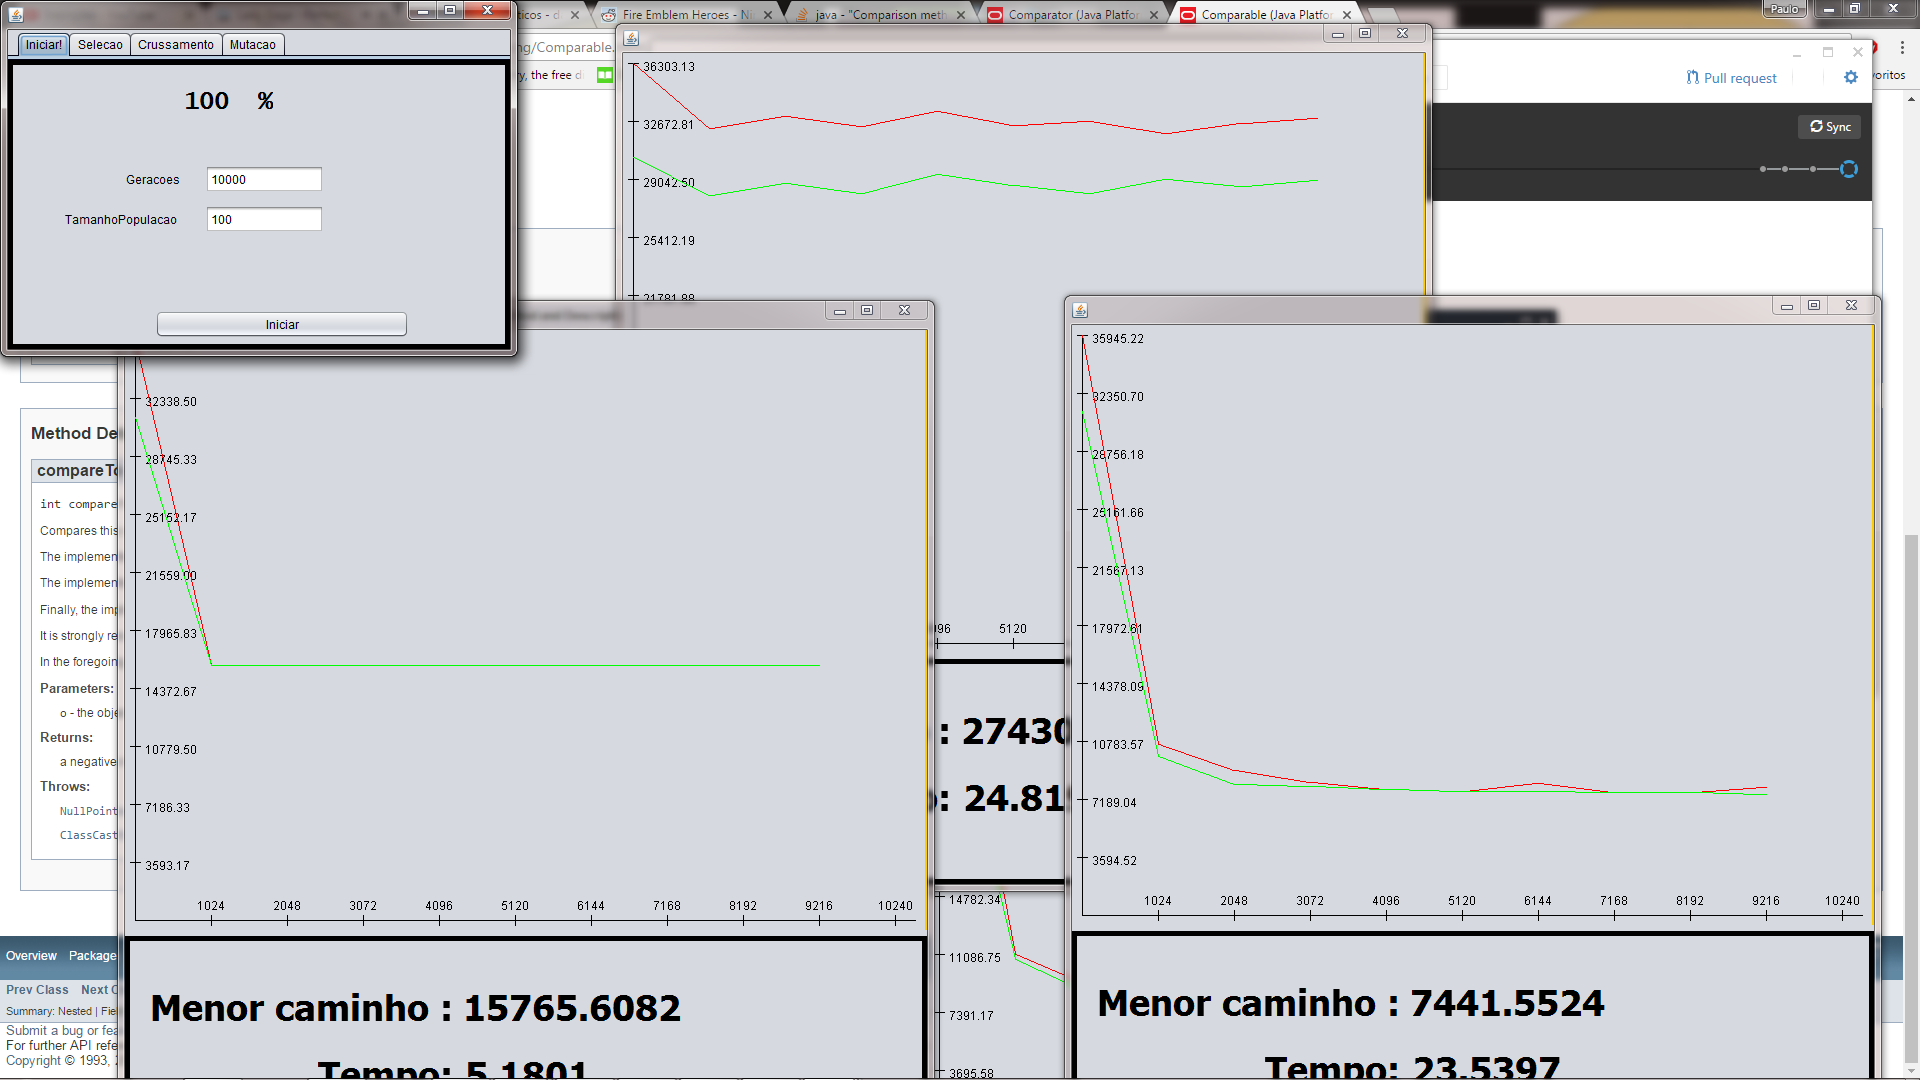 Iniciar! Selecao Crussamento Mutacao
100 %
Geracoes 10000
TamanhoPopulacao 100
Iniciar
Fire Emblem Heroes - Ni
java - "Comparison meth
Comparator (Java Platfor
Comparable (Java Platfor
Paulo
ng/Comparable.
ry, the free di
voritos
Pull request
Sync
36303.13
32672.81
29042.50
25412.19
21781.88
5120
: 27430
: 24.81
14782.34
11086.75
7391.17
3695.58
32338.50
28745.33
25152.17
21559.00
17965.83
14372.67
10779.50
7186.33
3593.17
1024 2048 3072 4096 5120 6144 7168 8192 9216 10240
Menor caminho : 15765.6082
Tempo: 5.1801
35945.22
32350.70
28756.18
25161.66
21567.13
17972.61
14378.09
10783.57
7189.04
3594.52
1024 2048 3072 4096 5120 6144 7168 8192 9216 10240
Menor caminho : 7441.5524
Tempo: 23.5397
Method De
compareTo
int compare
Compares this
The implemen
The implemen
Finally, the imp
It is strongly re
In the foregoin
Parameters:
o - the obje
Returns:
a negative
Throws:
NullPoint
ClassCast
Overview Package
Prev Class Next C
Summary: Nested | Fie
Submit a bug or fea
For further API refe
Copyright © 1993, 2